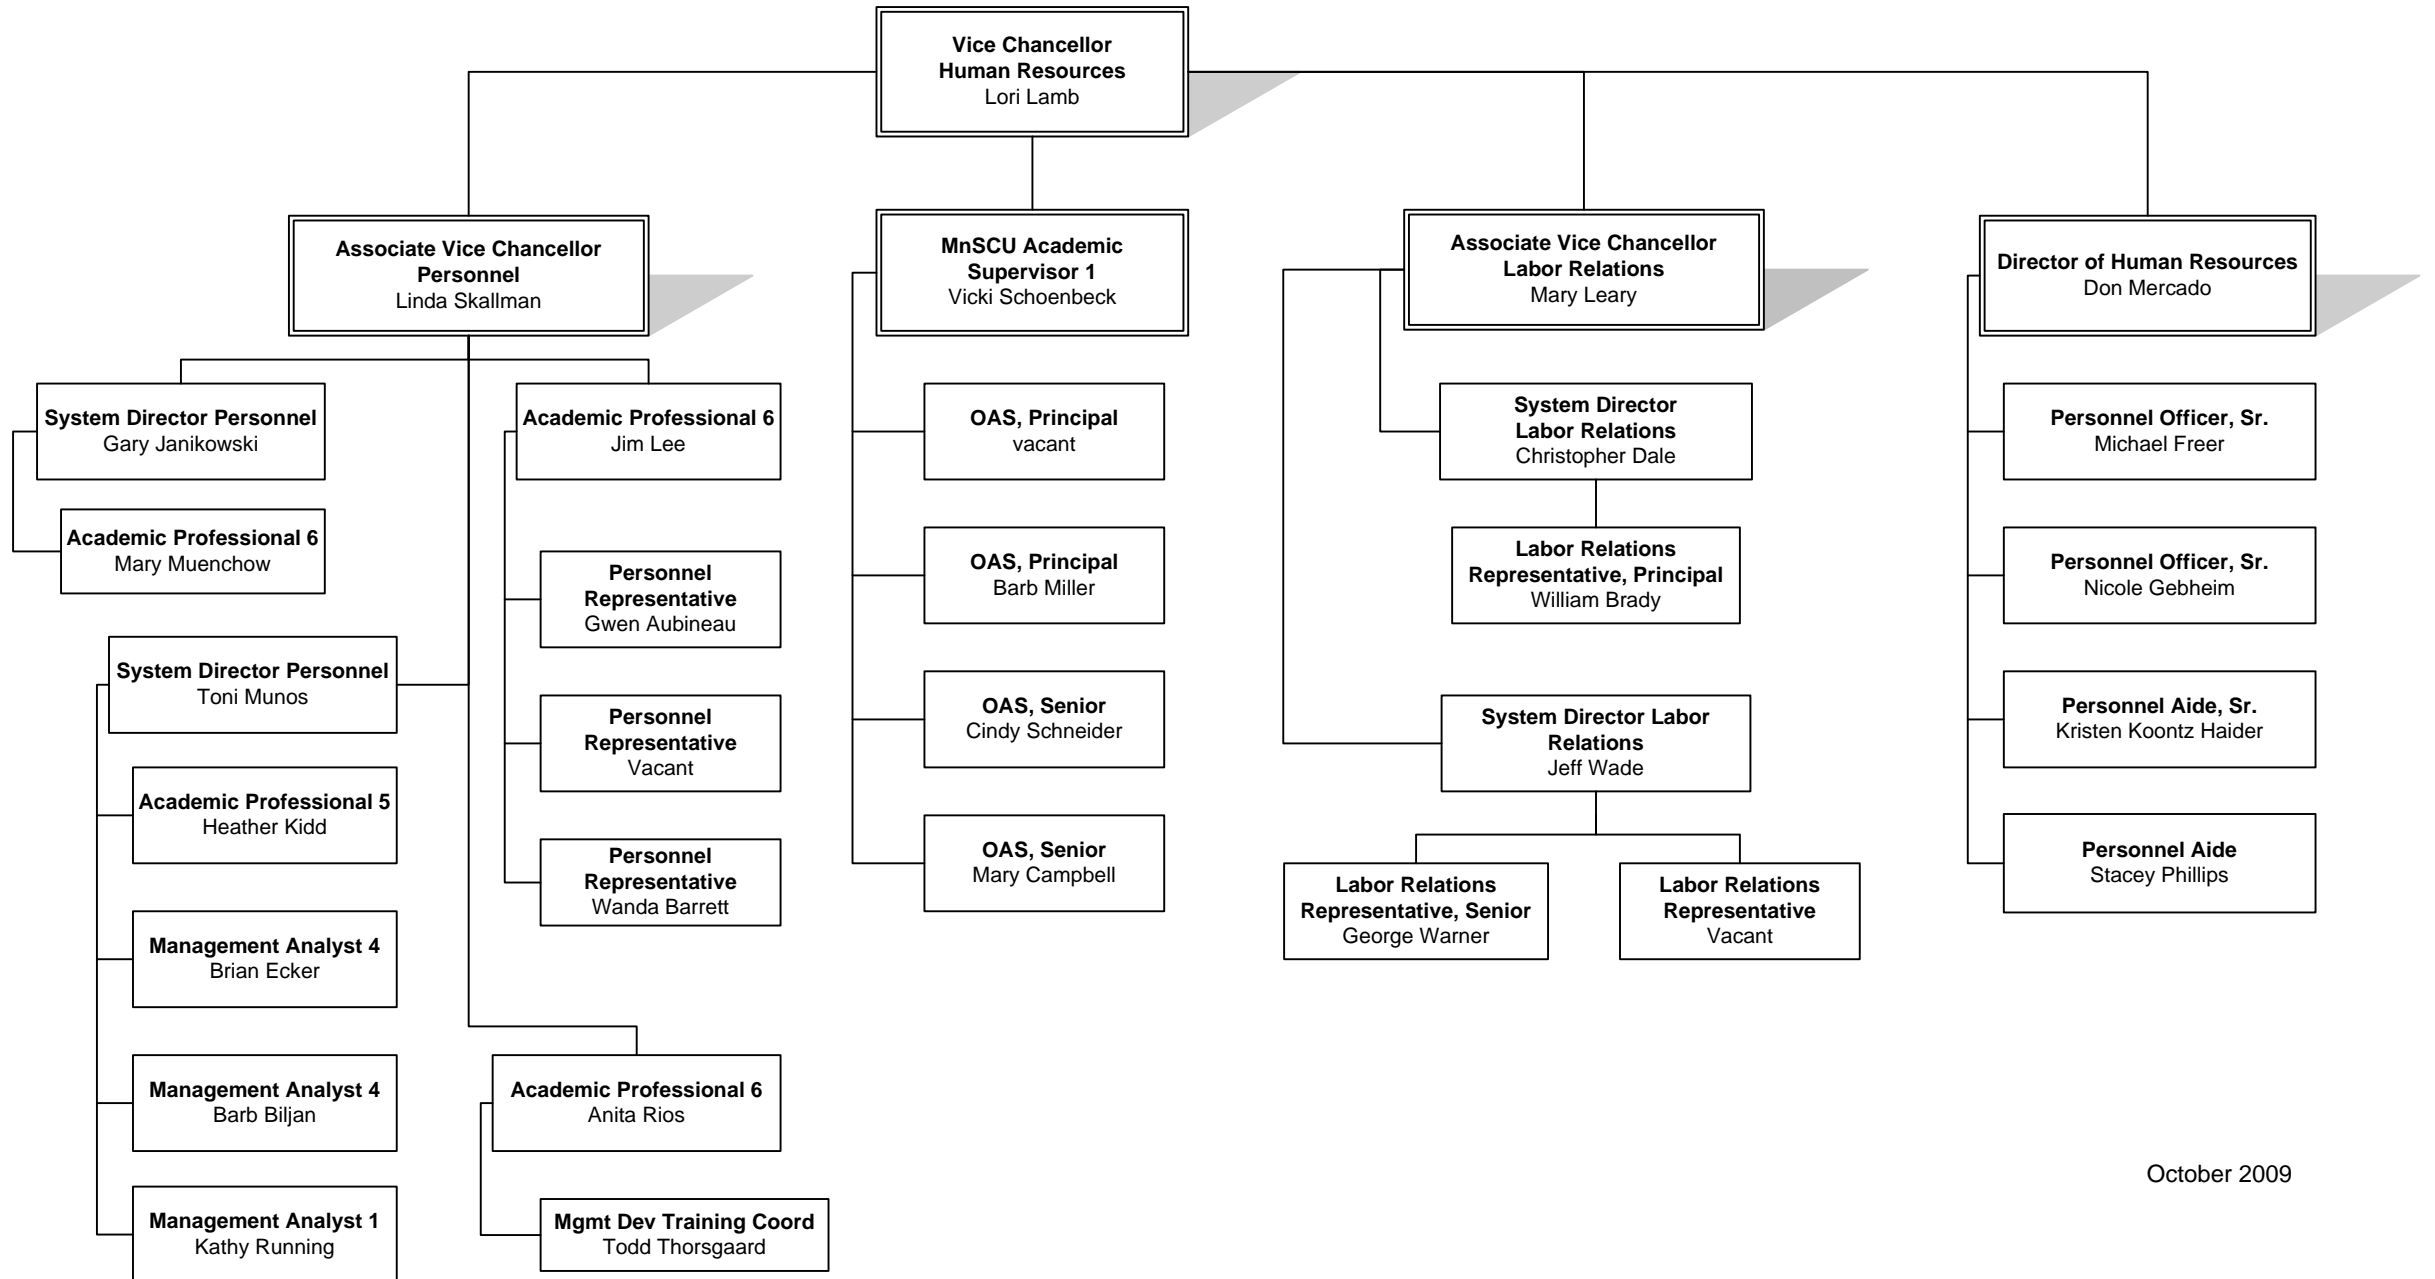 Vice Chancellor
Human Resources
Lori Lamb
Associate Vice Chancellor
Personnel
Linda Skallman
MnSCU Academic
Supervisor 1
Vicki Schoenbeck
Associate Vice Chancellor
Labor Relations
Mary Leary
Director of Human Resources
Don Mercado
System Director Personnel
Gary Janikowski
Academic Professional 6
Mary Muenchow
System Director Personnel
Toni Munos
Academic Professional 5
Heather Kidd
Management Analyst 4
Brian Ecker
Management Analyst 4
Barb Biljan
Management Analyst 1
Kathy Running
Academic Professional 6
Jim Lee
Personnel
Representative
Gwen Aubineau
Personnel
Representative
Vacant
Personnel
Representative
Wanda Barrett
Academic Professional 6
Anita Rios
Mgmt Dev Training Coord
Todd Thorsgaard
OAS, Principal
vacant
OAS, Principal
Barb Miller
OAS, Senior
Cindy Schneider
OAS, Senior
Mary Campbell
System Director
Labor Relations
Christopher Dale
Labor Relations
Representative, Principal
William Brady
System Director Labor
Relations
Jeff Wade
Labor Relations
Representative, Senior
George Warner
Labor Relations
Representative
Vacant
Personnel Officer, Sr.
Michael Freer
Personnel Officer, Sr.
Nicole Gebheim
Personnel Aide, Sr.
Kristen Koontz Haider
Personnel Aide
Stacey Phillips
October 2009